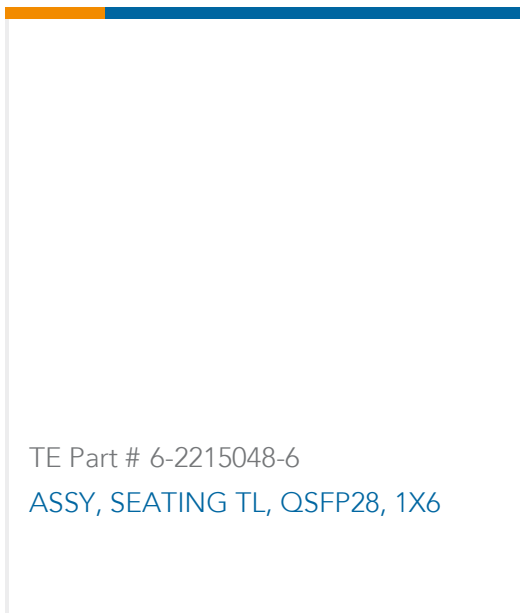 TE Part # 6-2215048-6
ASSY, SEATING TL, QSFP28, 1X6